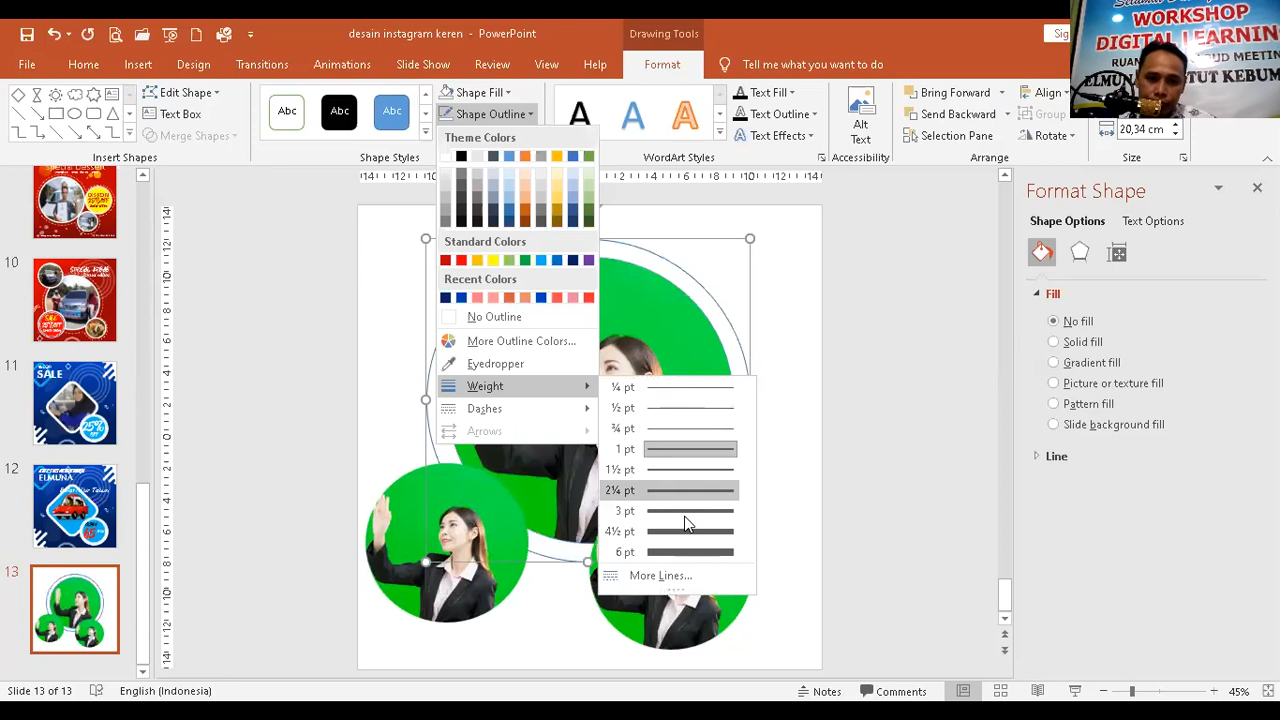 desain instagram keren - PowerPoint
Drawing Tools
File
Home
Insert
Design
Transitions
Animations
Slide Show
Review
View
Help
Format
Tell me what you want to do
WORKSHOP
DIGITAL LEARNING
Edit Shape
Text Box
Merge Shapes
Insert Shapes
Abc
Abc
Abc
Shape Styles
Shape Fill
Shape Outline
A
A
A
WordArt Styles
Text Fill
Text Outline
Text Effects
Alt
Text
Accessibility
Bring Forward
Send Backward
Selection Pane
Align
Group
Rotate
Arrange
20,34 cm
Size
Theme Colors
Standard Colors
Recent Colors
No Outline
More Outline Colors...
Eyedropper
Weight
Dashes
Arrows
¼ pt
½ pt
¾ pt
1 pt
1½ pt
2¼ pt
3 pt
4½ pt
6 pt
More Lines...
Format Shape
Shape Options
Text Options
Fill
No fill
Solid fill
Gradient fill
Picture or texture fill
Pattern fill
Slide background fill
Line
10
11
SALE
25%
12
ELMUNA
13
Slide 13 of 13
English (Indonesia)
Notes
Comments
45%